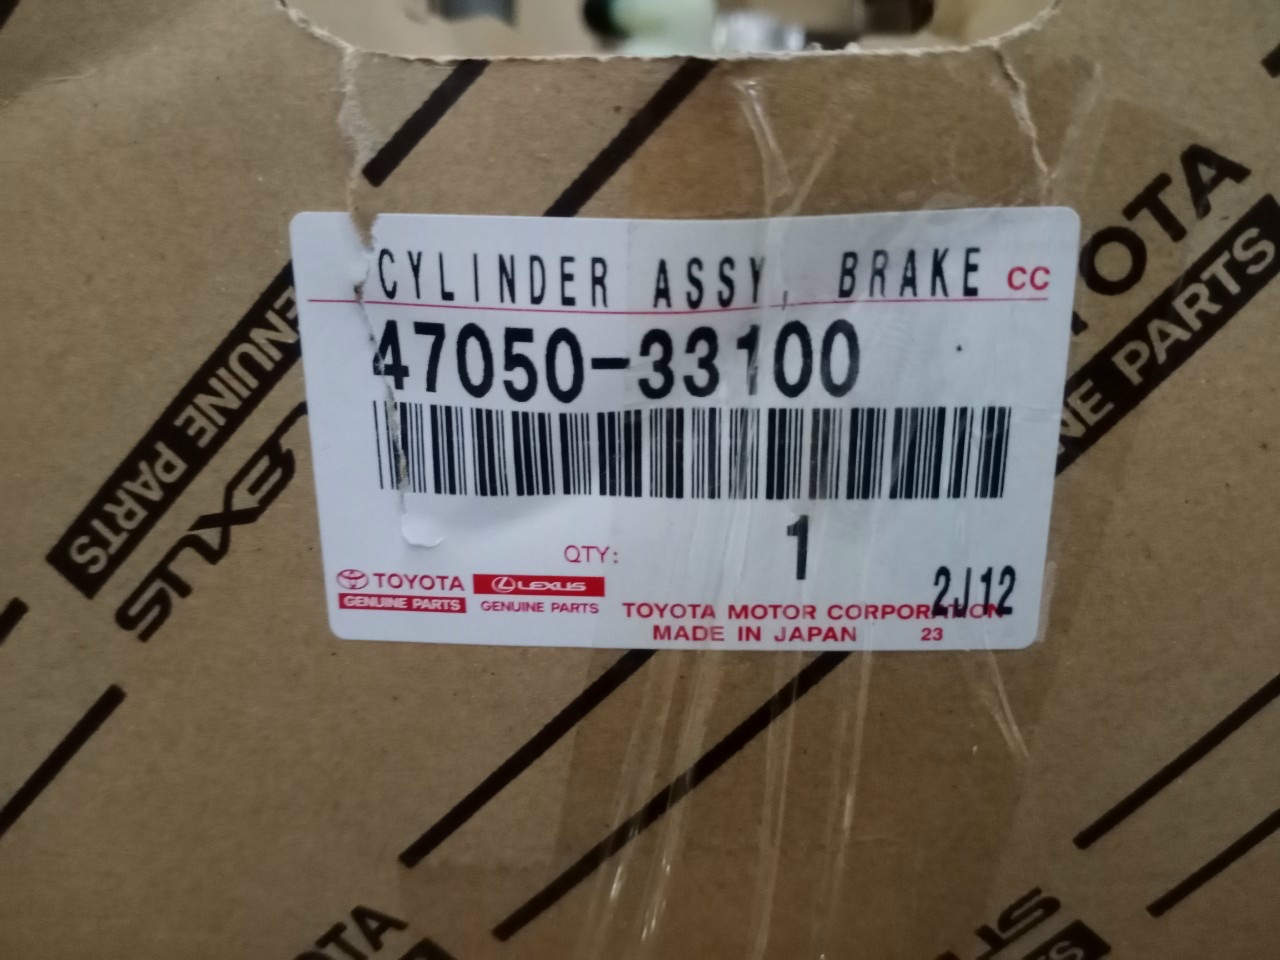 CYLINDER ASSY, BRAKE CC
47050-33100
QTY: 1
2J12
TOYOTA LEXUS
GENUINE PARTS GENUINE PARTS
TOYOTA MOTOR CORPORATION
MADE IN JAPAN 23
GENUINE PARTS
LEXUS
TOYOTA
GENUINE PARTS